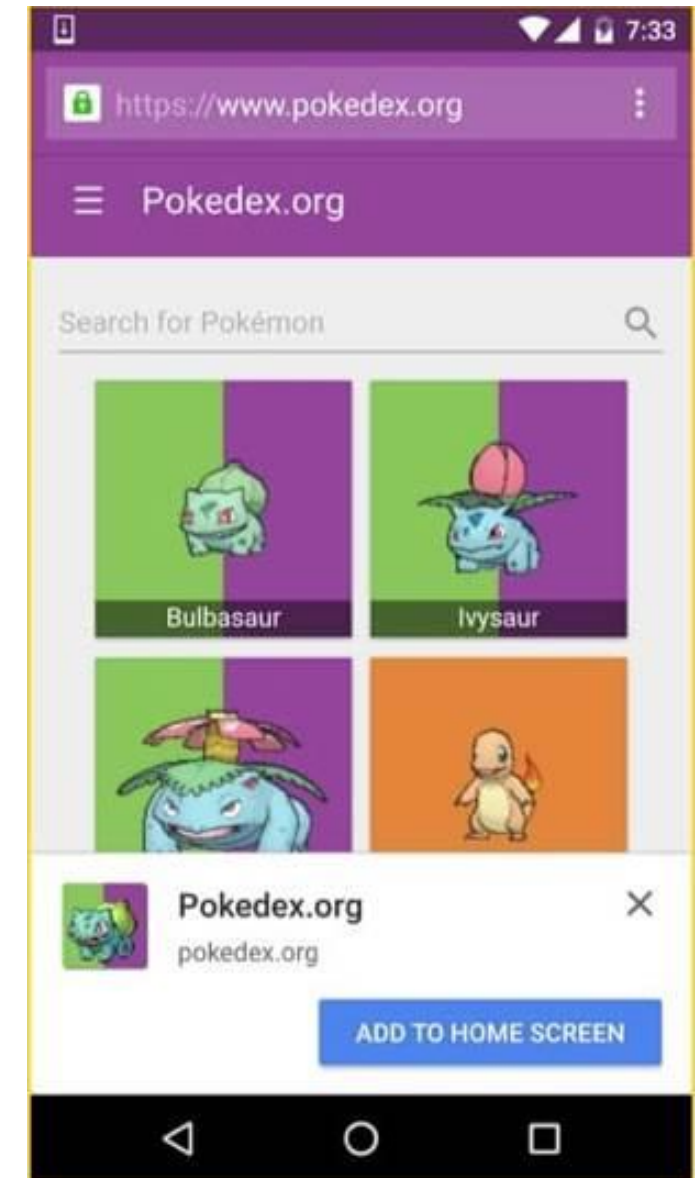 7:33
https://www.pokedex.org
Pokedex.org
Search for Pokémon
Bulbasaur
Ivysaur
Pokedex.org
pokedex.org
ADD TO HOME SCREEN